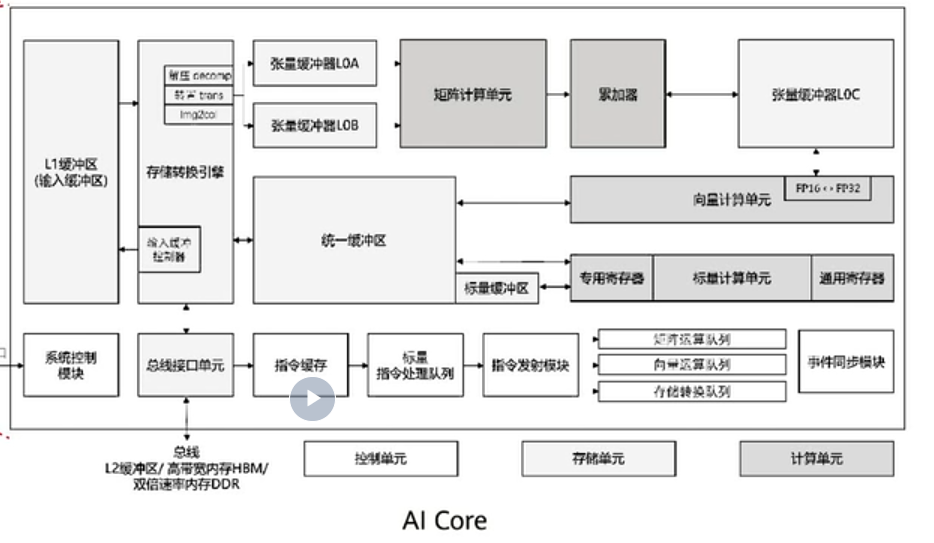 解压 decomp
转置 trans
Img2col
张量缓冲器L0A
张量缓冲器L0B
矩阵计算单元
累加器
张量缓冲器L0C
L1缓冲区
(输入缓冲区)
存储转换引擎
输入缓冲
控制器
统一缓冲区
FP16↔FP32
向量计算单元
标量缓冲区
专用寄存器
标量计算单元
通用寄存器
口
系统控制
模块
总线接口单元
指令缓存
标量
指令处理队列
指令发射模块
矩阵运算队列
向量运算队列
存储转换队列
事件同步模块
总线
L2缓冲区/ 高带宽内存HBM/
双倍速率内存DDR
控制单元
存储单元
计算单元
AI Core